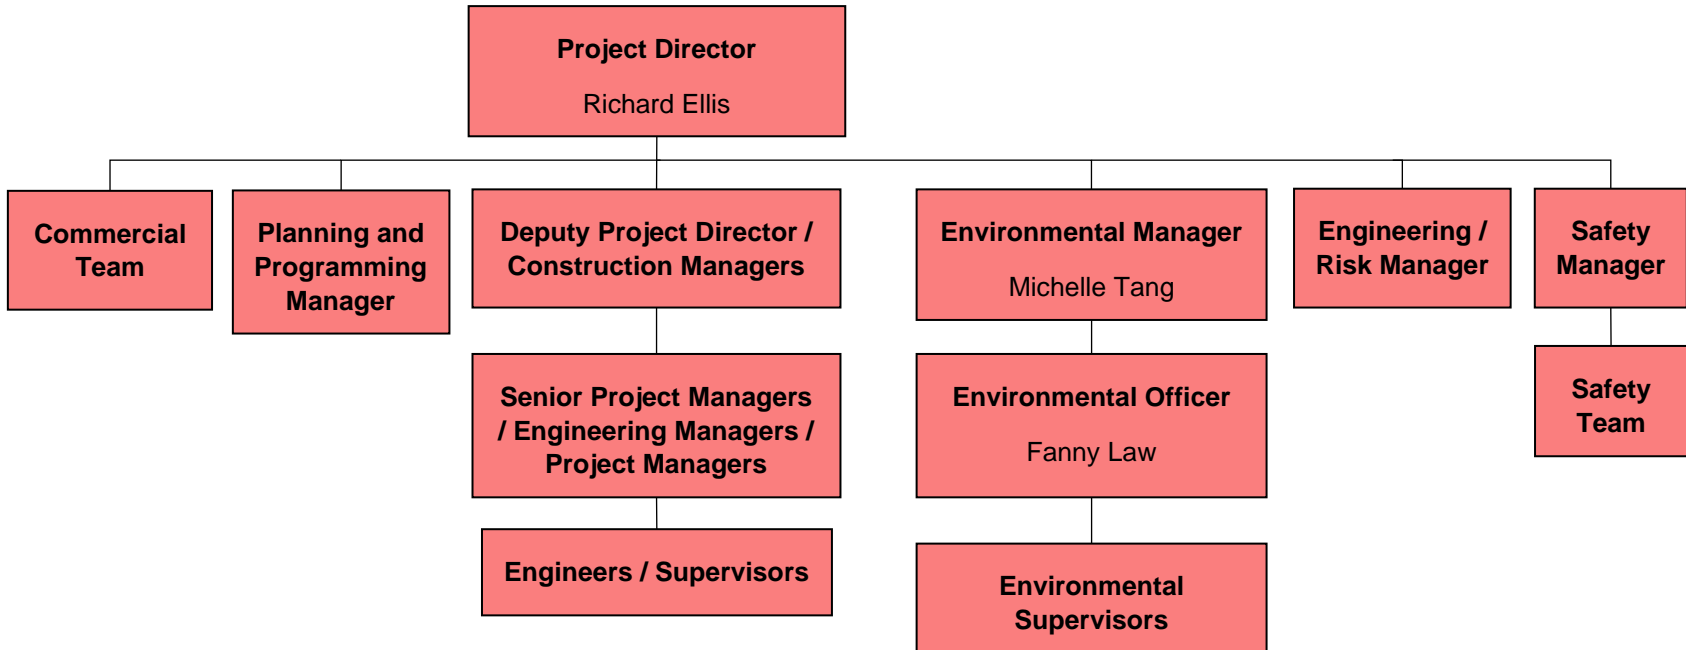 Project Director
Richard Ellis
Commercial
Team
Planning and
Programming
Manager
Deputy Project Director /
Construction Managers
Environmental Manager
Michelle Tang
Engineering /
Risk Manager
Safety
Manager
Senior Project Managers
/ Engineering Managers /
Project Managers
Environmental Officer
Fanny Law
Safety
Team
Engineers / Supervisors
Environmental
Supervisors